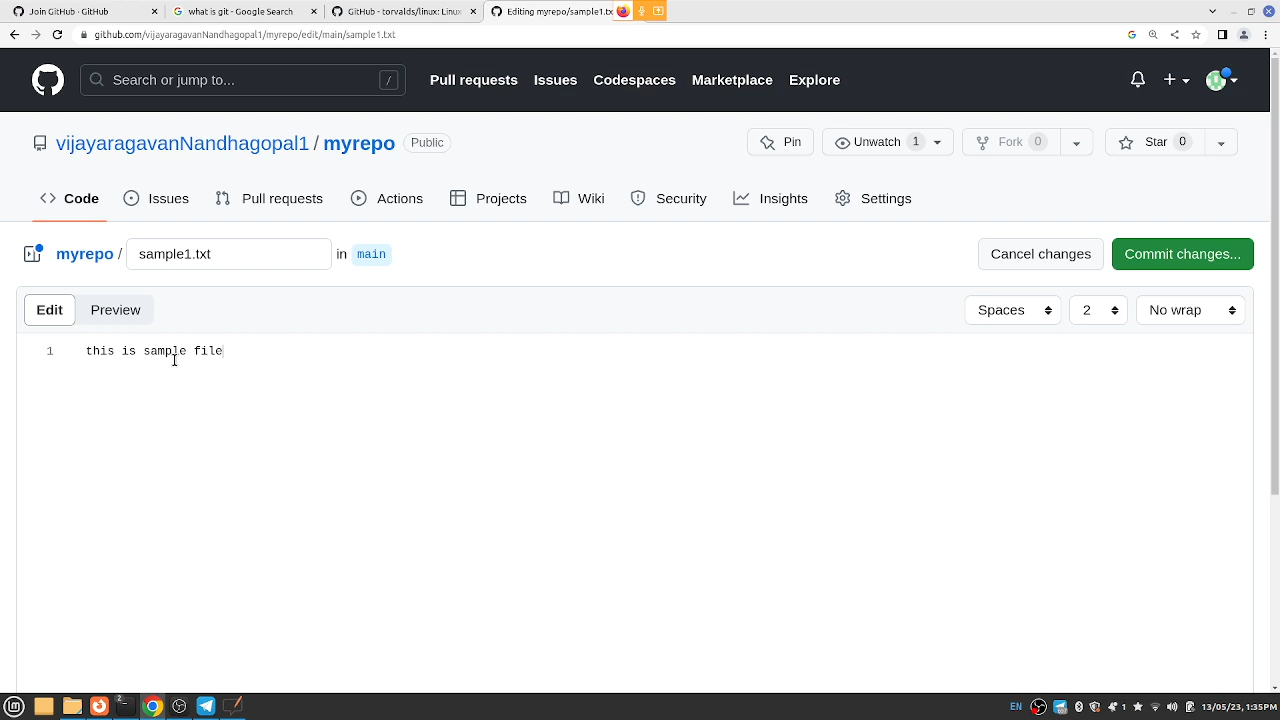 Join GitHub · GitHub
what is git - Google Search
GitHub - torvalds/linux: Linux
Editing myrepo/sample1.tx
github.com/vijayaragavanNandhagopal1/myrepo/edit/main/sample1.txt
Search or jump to...
/
Pull requests
Issues
Codespaces
Marketplace
Explore
vijayaragavanNandhagopal1 / myrepo
Public
Pin
Unwatch 1
Fork 0
Star 0
Code
Issues
Pull requests
Actions
Projects
Wiki
Security
Insights
Settings
myrepo / sample1.txt in main
Cancel changes
Commit changes...
Edit
Preview
Spaces
2
No wrap
1 this is sample file
2
EN
1
13/05/23, 1:35PM